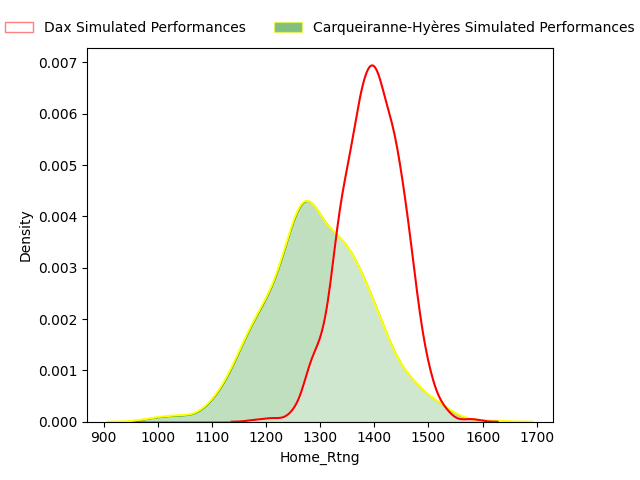 Dax Simulated Performances
Carqueiranne-Hyères Simulated Performances
0.007
0.006
0.005
0.004
0.003
0.002
0.001
0.000
Density
900 1000 1100 1200 1300 1400 1500 1600 1700
Home_Rtng